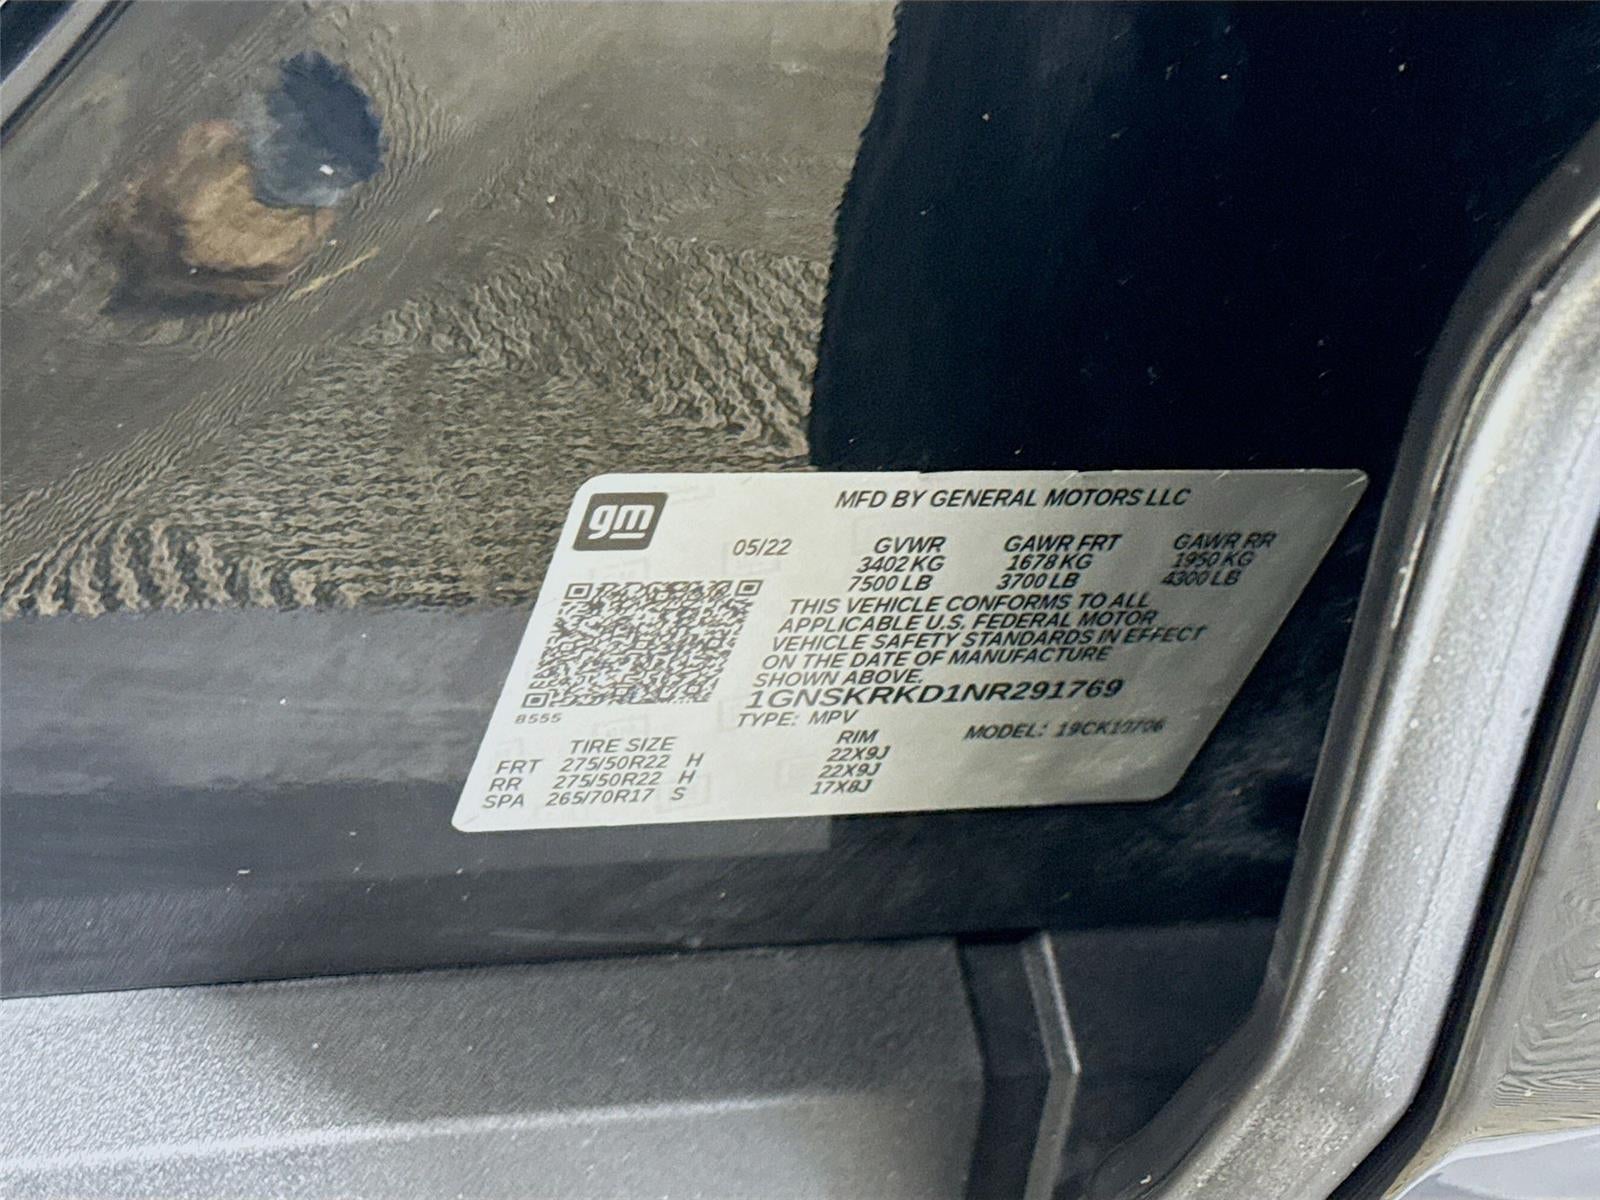 gm
MFD BY GENERAL MOTORS LLC
05/22 GVWR GAWR FRT GAWR RR
3402 KG 1678 KG 1950 KG
7500 LB 3700 LB 4300 LB
THIS VEHICLE CONFORMS TO ALL
APPLICABLE U.S. FEDERAL MOTOR
VEHICLE SAFETY STANDARDS IN EFFECT
ON THE DATE OF MANUFACTURE
SHOWN ABOVE.
1GNSKRKD1NR291769
B555
TYPE: MPV MODEL: 19CK10706
TIRE SIZE RIM
FRT 275/50R22 H 22X9J
RR 275/50R22 H 22X9J
SPA 265/70R17 S 17X8J